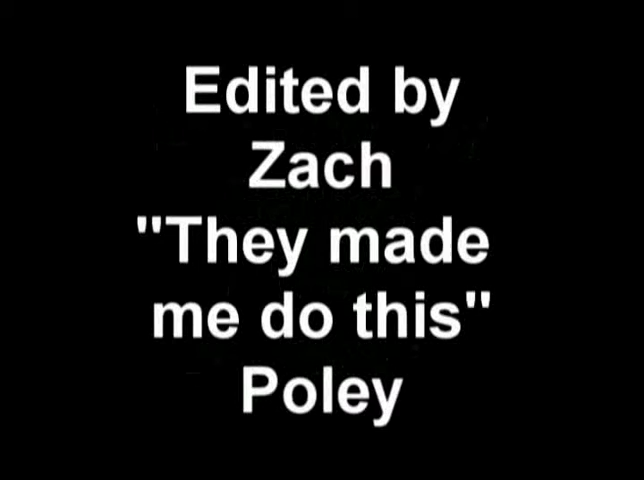 Edited by
Zach
"They made
me do this"
Poley